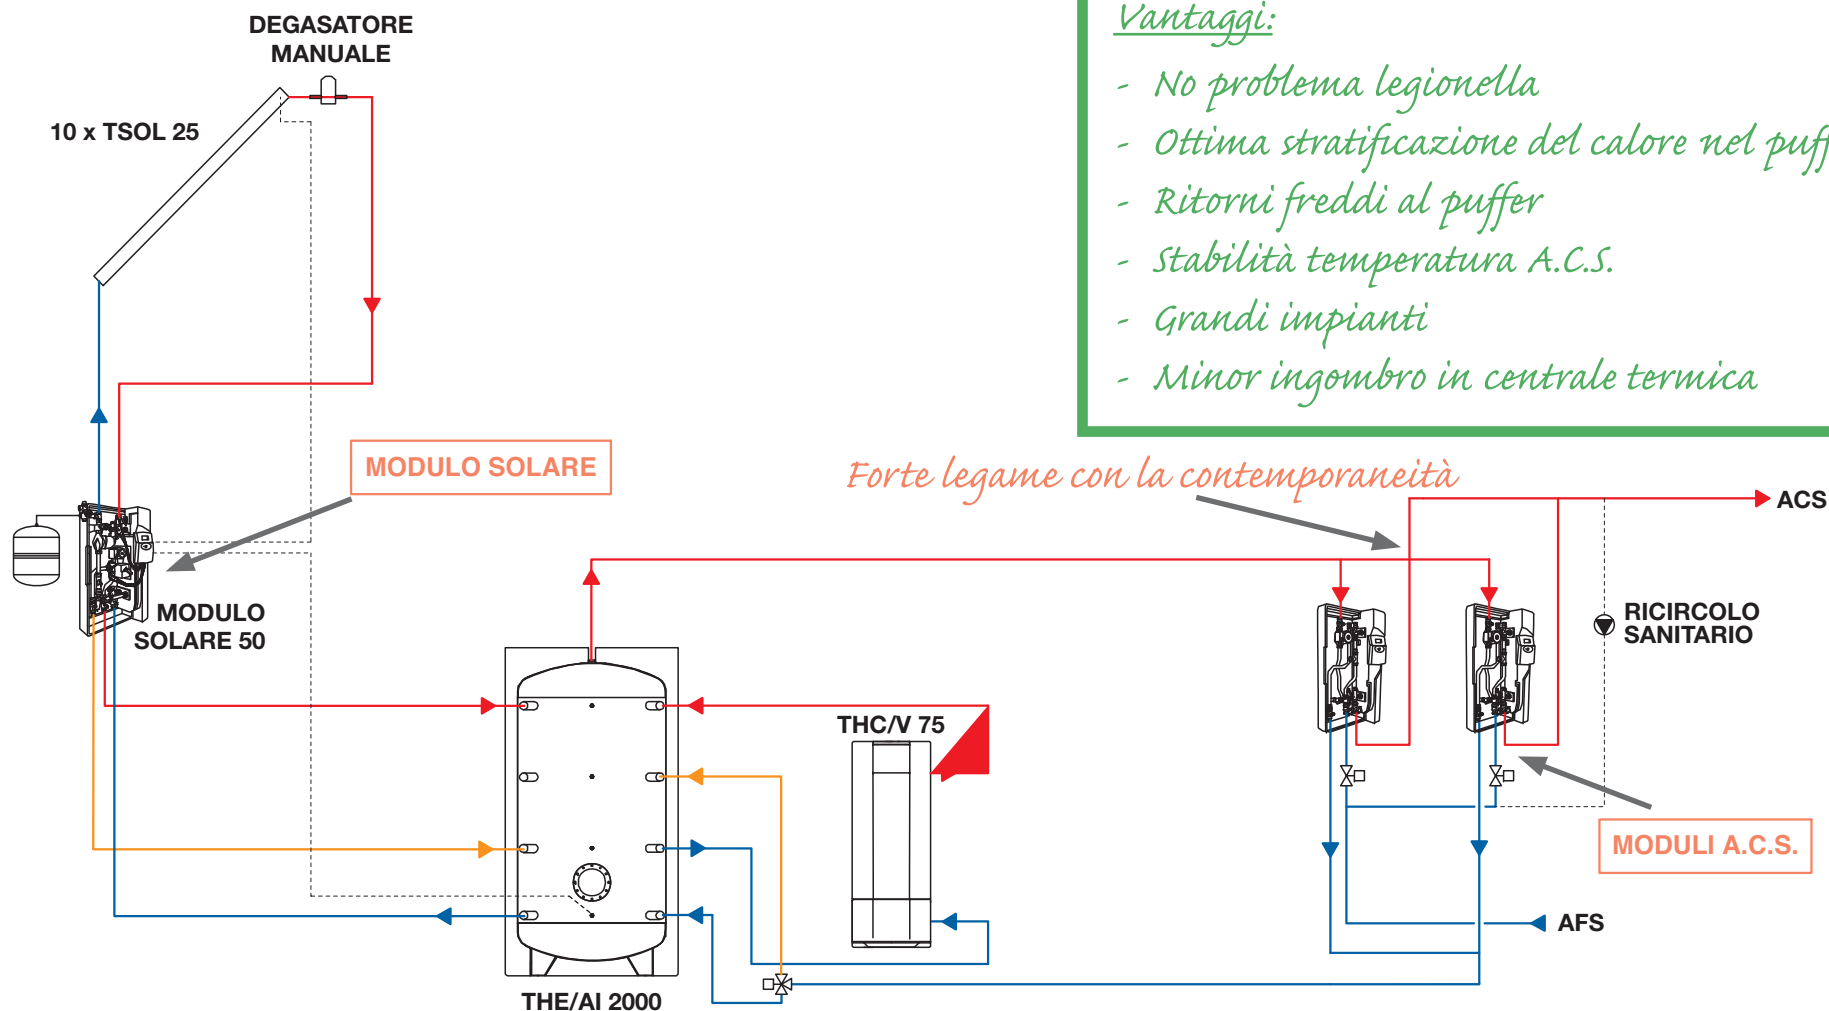 DEGASATORE
MANUALE
10 x TSOL 25
Vantaggi:
- No problema legionella
- Ottima stratificazione del calore nel puff
- Ritorni freddi al puffer
- Stabilità temperatura A.C.S.
- Grandi impianti
- Minor ingombro in centrale termica
MODULO SOLARE
Forte legame con la contemporaneità
ACS
MODULO
SOLARE 50
RICIRCOLO
SANITARIO
THC/V 75
MODULI A.C.S.
AFS
THE/AI 2000